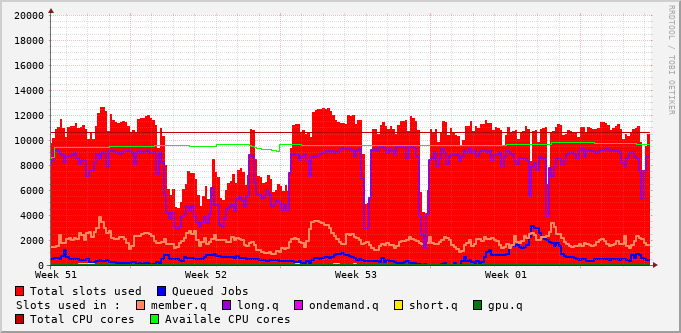 20000
18000
16000
14000
12000
10000
8000
6000
4000
2000
0
Week 51 Week 52 Week 53 Week 01
RRDTOOL / TOBI OETIKER
Total slots used Queued Jobs
Slots used in : member.q long.q ondemand.q short.q gpu.q
Total CPU cores Availale CPU cores